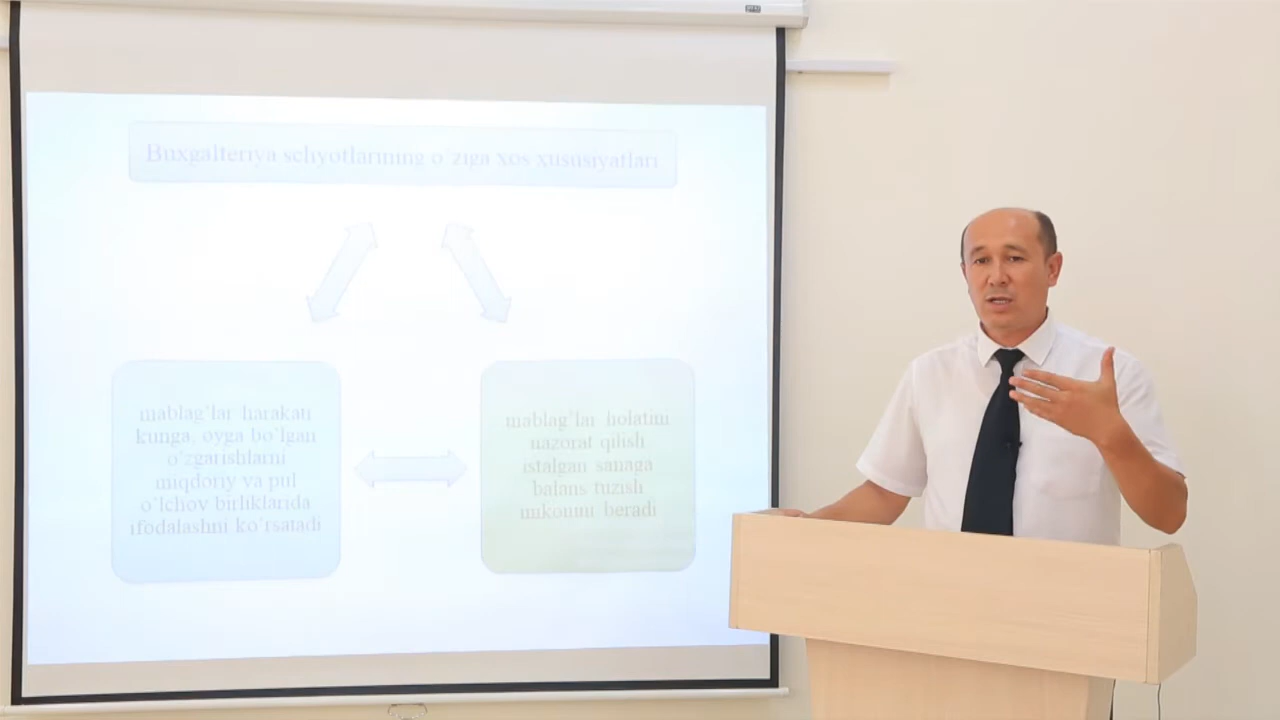 Buxgalteriya schyotlarining o'ziga xos xususiyatlari
mablag'lar harakati
kunga, oyga bo'lgan
o'zgarishlarni
miqdoriy va pul
o'lchov birliklarida
ifodalashni ko'rsatadi
mablag'lar holatini
nazorat qilish
istalgan sanaga
balans tuzish
imkonini beradi